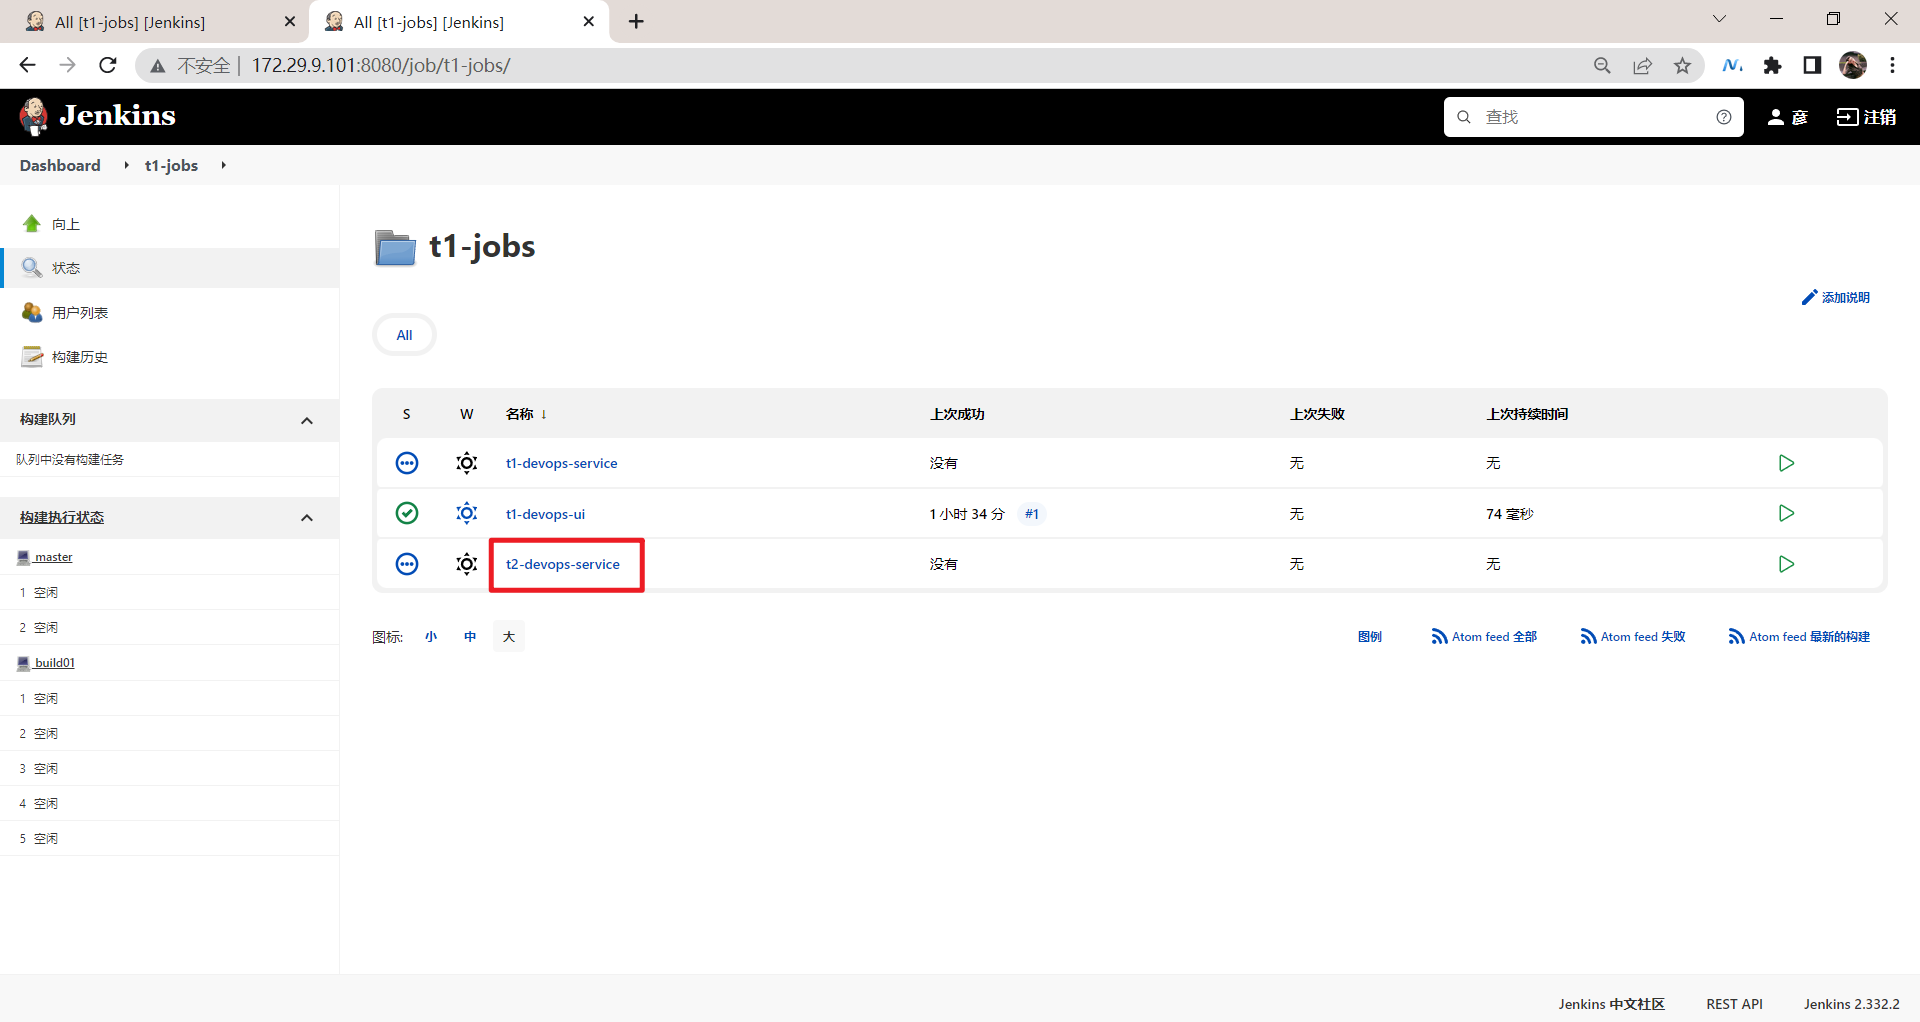 All [t1-jobs] [Jenkins]
All [t1-jobs] [Jenkins]
不安全 172.29.9.101:8080/job/t1-jobs/
Jenkins
查找
彦
注销
Dashboard t1-jobs
向上
状态
用户列表
构建历史
构建队列
队列中没有构建任务
构建执行状态
master
1 空闲
2 空闲
build01
1 空闲
2 空闲
3 空闲
4 空闲
5 空闲
t1-jobs
添加说明
All
S W 名称 ↓ 上次成功 上次失败 上次持续时间
t1-devops-service 没有 无 无
t1-devops-ui 1 小时 34 分 #1 无 74 毫秒
t2-devops-service 没有 无 无
图标: 小 中 大
图例 Atom feed 全部 Atom feed 失败 Atom feed 最新的构建
Jenkins 中文社区 REST API Jenkins 2.332.2